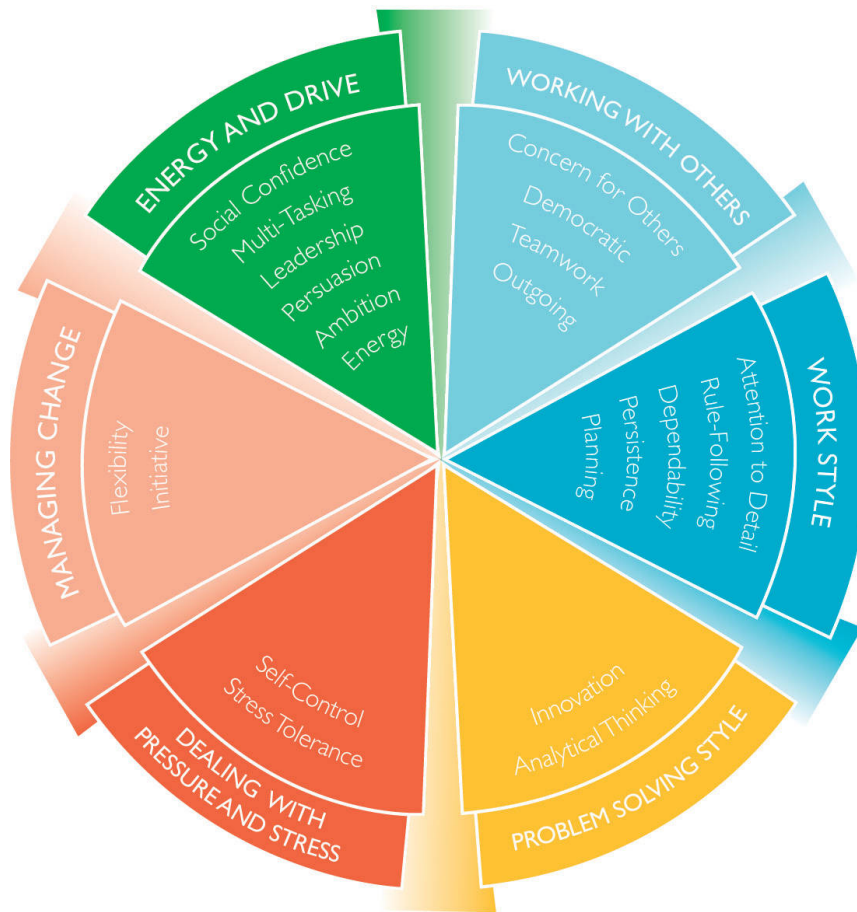 ENERGY AND DRIVE
Social Confidence
Multi-Tasking
Leadership
Persuasion
Ambition
Energy
WORKING WITH OTHERS
Concern for Others
Democratic
Teamwork
Outgoing
WORK STYLE
Attention to Detail
Rule-Following
Dependability
Persistence
Planning
PROBLEM SOLVING STYLE
Innovation
Analytical Thinking
DEALING WITH
PRESSURE AND STRESS
Self-Control
Stress Tolerance
MANAGING CHANGE
Flexibility
Initiative